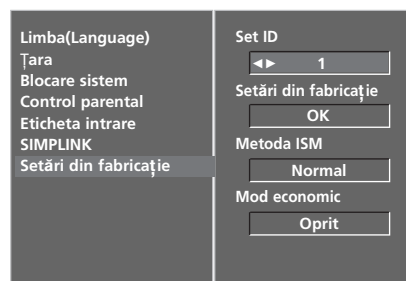 Limba(Language)
Țara
Blocare sistem
Control parental
Eticheta intrare
SIMPLINK
Setări din fabricație
Set ID
◄► 1
Setări din fabricație
OK
Metoda ISM
Normal
Mod economic
Oprit